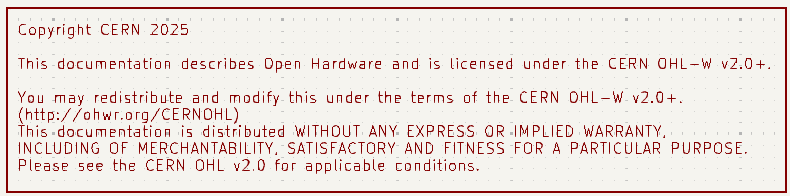 Copyright CERN 2025
This documentation describes Open Hardware and is licensed under the CERN OHL-W v2.0+.
You may redistribute and modify this under the terms of the CERN OHL-W v2.0+.
(http://ohwr.org/CERNOHL)
This documentation is distributed WITHOUT ANY EXPRESS OR IMPLIED WARRANTY,
INCLUDING OF MERCHANTABILITY, SATISFACTORY AND FITNESS FOR A PARTICULAR PURPOSE.
Please see the CERN OHL v2.0 for applicable conditions.